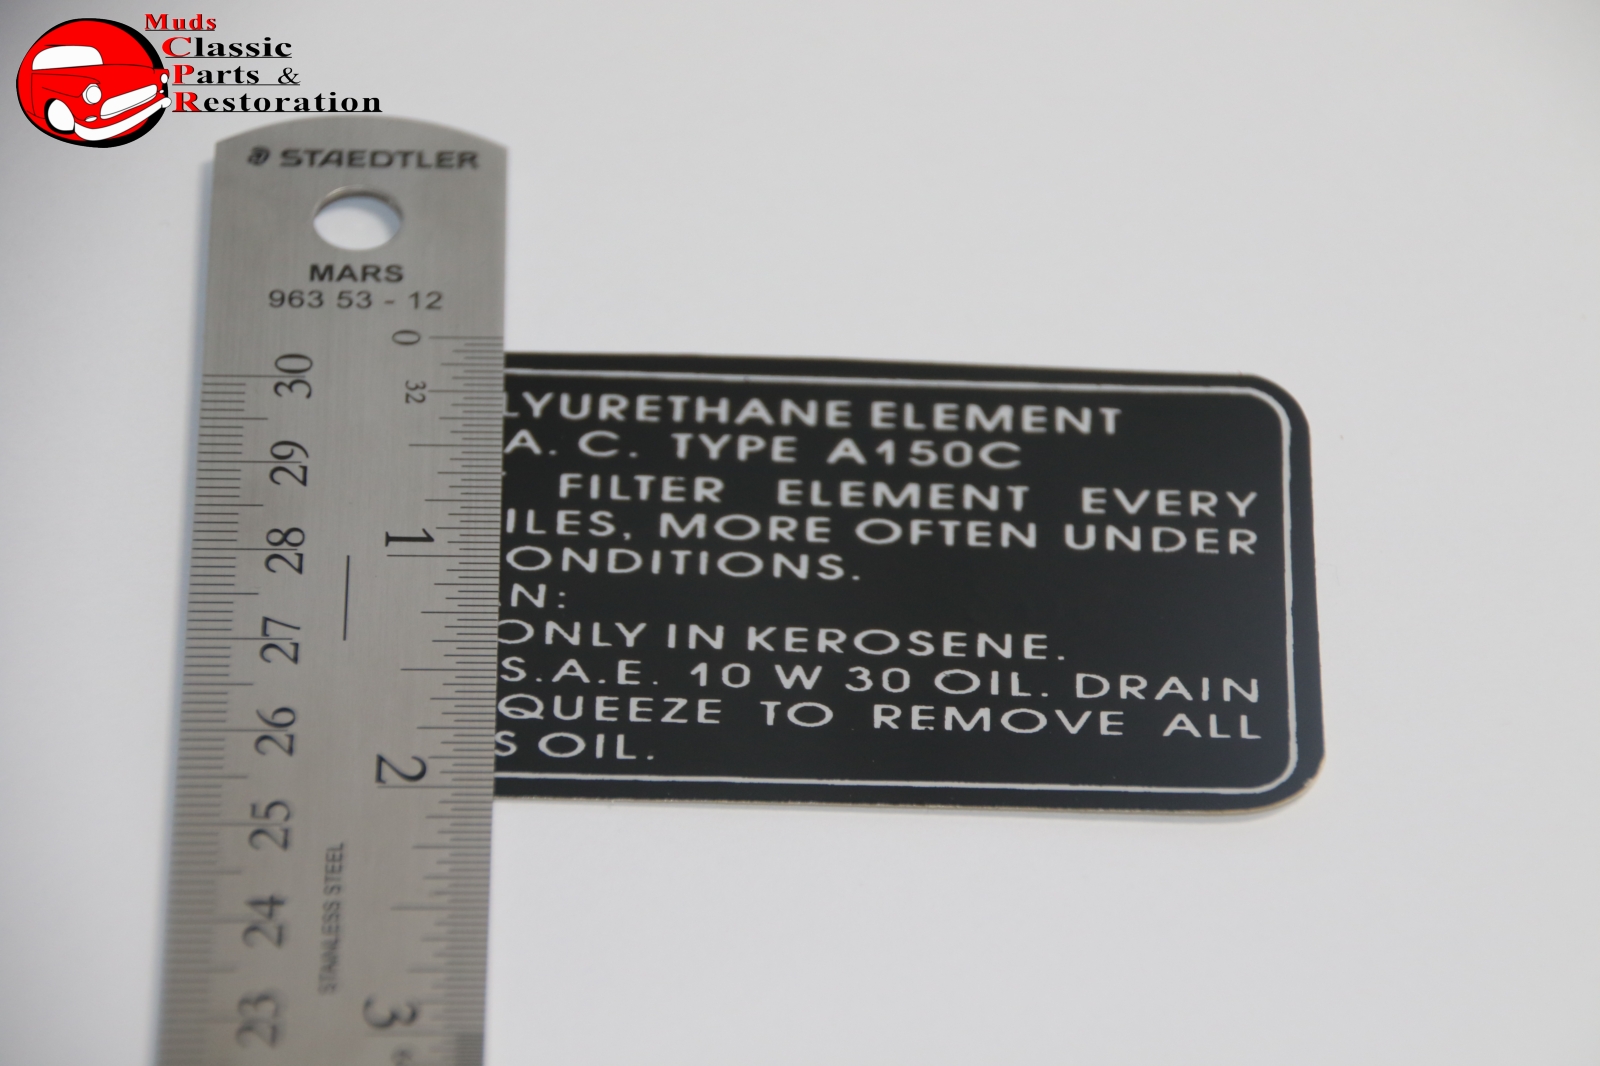 Muds
Classic
Parts &
Restoration
STAEDTLER
MARS
963 53 - 12
0
32
30
29
28
27
26
25
24
23
1
2
3
STAINLESS STEEL
LYURETHANE ELEMENT
A. C. TYPE A150C
FILTER ELEMENT EVERY
ILES, MORE OFTEN UNDER
ONDITIONS.
N:
ONLY IN KEROSENE.
S.A.E. 10 W 30 OIL. DRAIN
QUEEZE TO REMOVE ALL
S OIL.